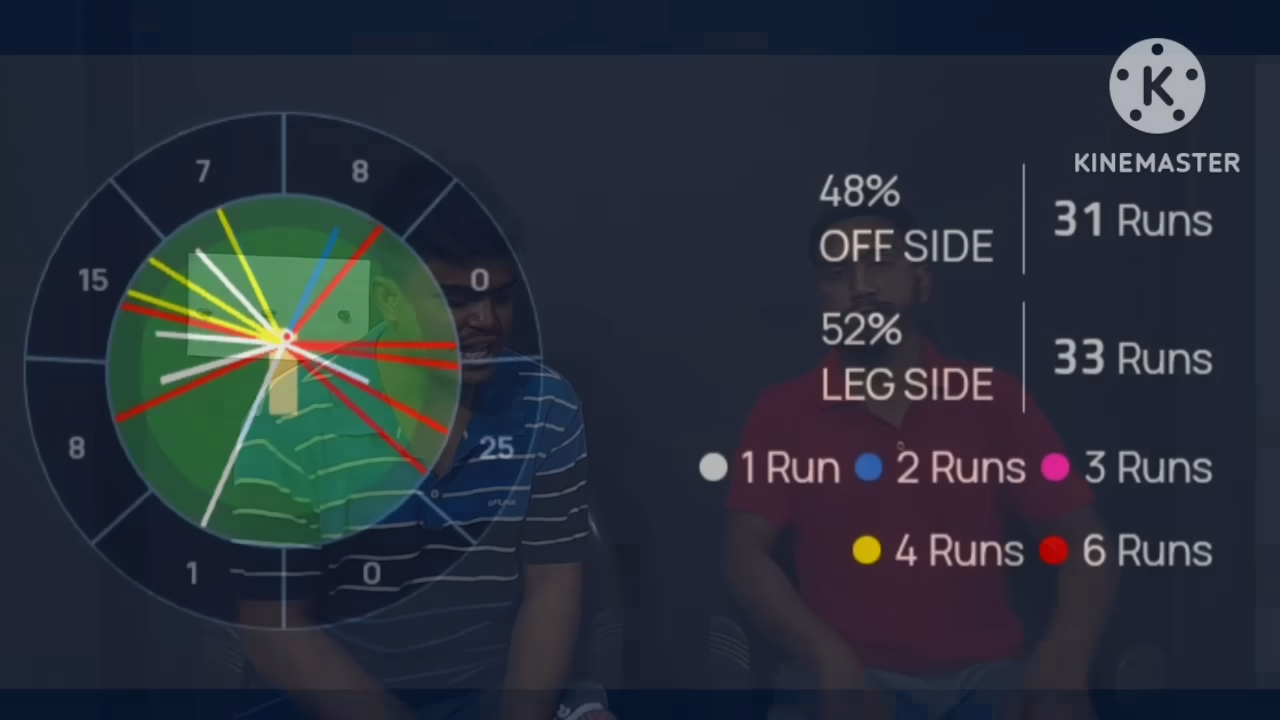 K
KINEMASTER
7
8
15
0
8
25
1
0
48%
OFF SIDE
31 Runs
52%
LEG SIDE
33 Runs
1 Run 2 Runs 3 Runs
4 Runs 6 Runs